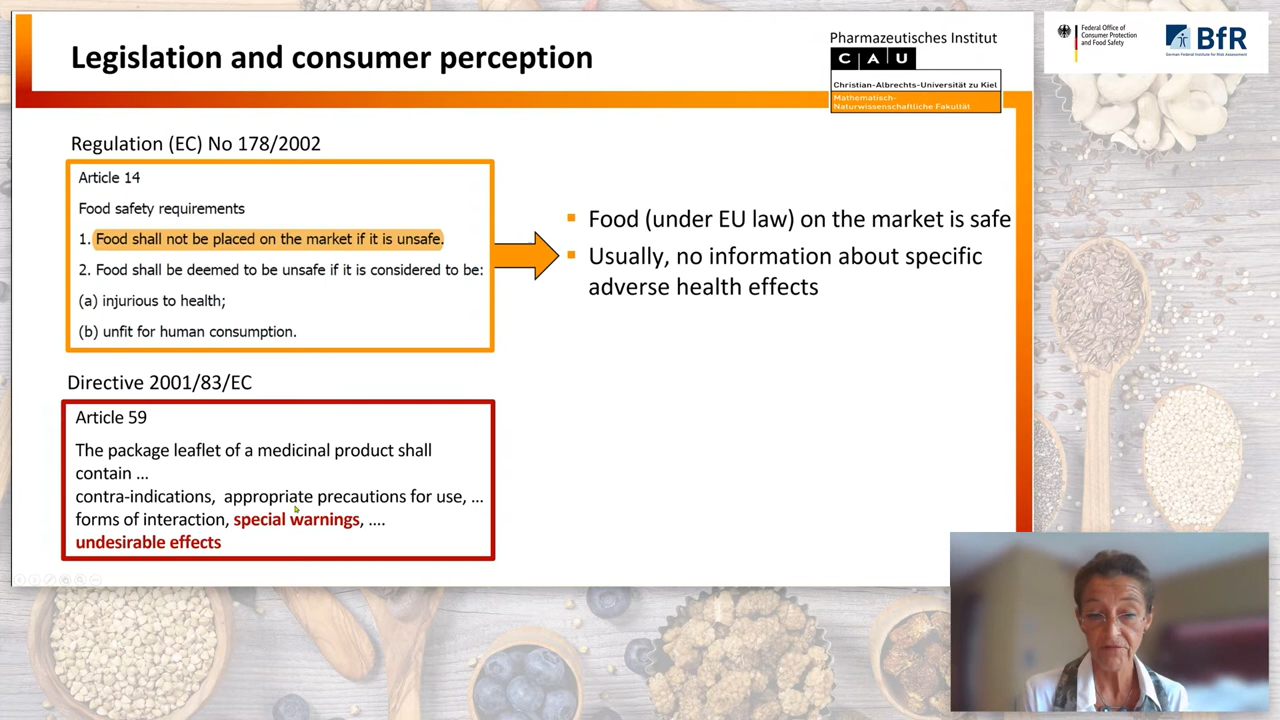 Legislation and consumer perception
Pharmazeutisches Institut
C A U
Christian-Albrechts-Universität zu Kiel
Mathematisch-
Naturwissenschaftliche Fakultät
Federal Office of
Consumer Protection
and Food Safety
BfR
German Federal Institute for Risk Assessment
Regulation (EC) No 178/2002
Article 14
Food safety requirements
1. Food shall not be placed on the market if it is unsafe.
2. Food shall be deemed to be unsafe if it is considered to be:
(a) injurious to health;
(b) unfit for human consumption.
▪ Food (under EU law) on the market is safe
▪ Usually, no information about specific
adverse health effects
Directive 2001/83/EC
Article 59
The package leaflet of a medicinal product shall
contain ...
contra-indications, appropriate precautions for use, ...
forms of interaction, special warnings, ....
undesirable effects